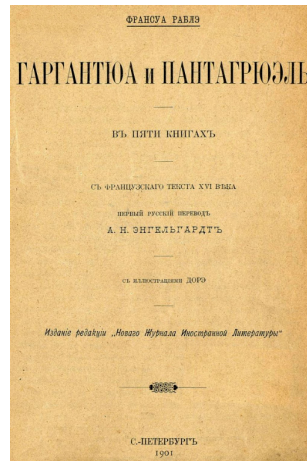 ФРАНСУА РАБЛЭ
ГАРГАНТЮА и ПАНТАГРЮЭЛЬ
ВЪ ПЯТИ КНИГАХЪ
СЪ ФРАНЦУЗСКАГО ТЕКСТА XVI ВѢКА
ПЕРВЫЙ РУССКІЙ ПЕРЕВОДЪ
А. Н. ЭНГЕЛЬГАРДТЪ
СЪ ИЛЛЮСТРАЦІЯМИ ДОРЭ
Изданіе редакціи „Новаго Журнала Иностранной Литературы"
С.-ПЕТЕРБУРГЪ
1901